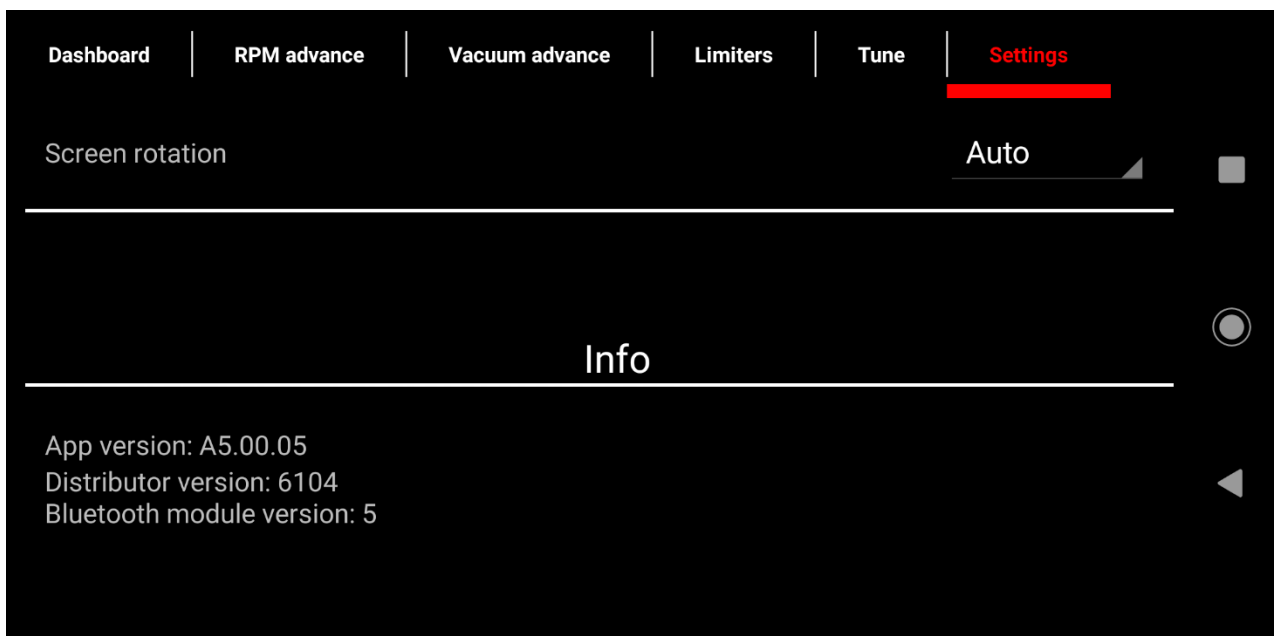 Dashboard RPM advance Vacuum advance Limiters Tune Settings
Screen rotation Auto
Info
App version: A5.00.05
Distributor version: 6104
Bluetooth module version: 5